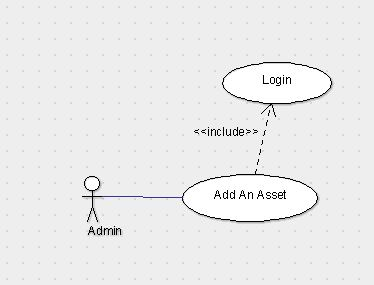 Login
<<include>>
Add An Asset
Admin